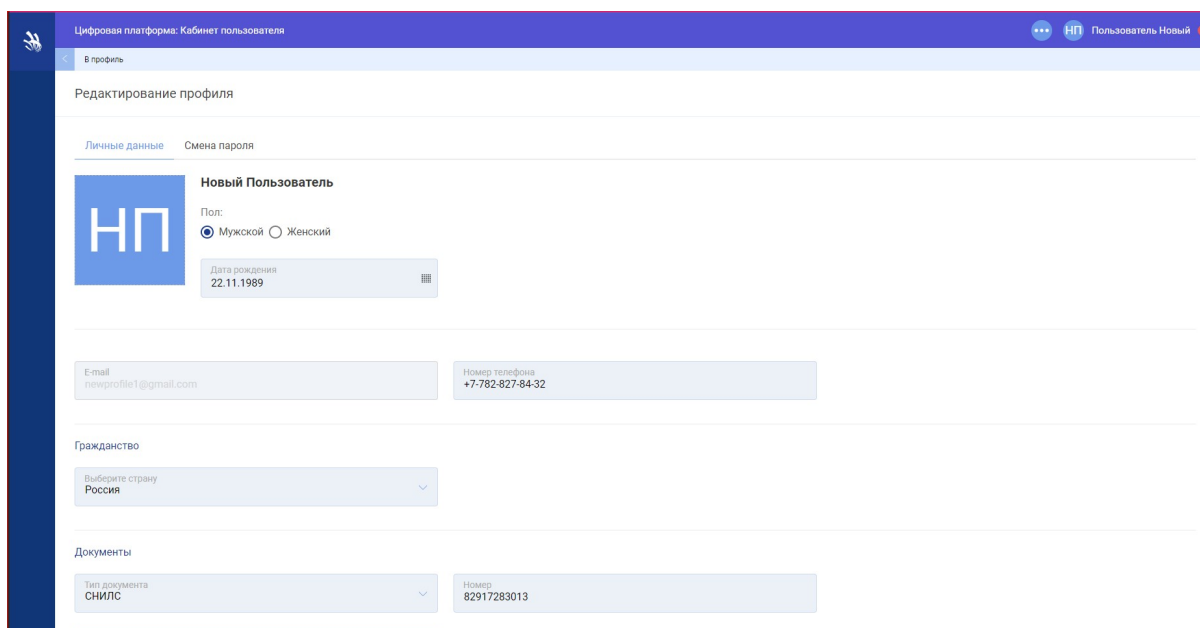 Цифровая платформа: Кабинет пользователя
НП Пользователь Новый
В профиль
Редактирование профиля
Личные данные Смена пароля
НП
Новый Пользователь
Пол:
Мужской Женский
Дата рождения
22.11.1989
E-mail
newprofile1@gmail.com
Номер телефона
+7-782-827-84-32
Гражданство
Выберите страну
Россия
Документы
Тип документа
СНИЛС
Номер
82917283013